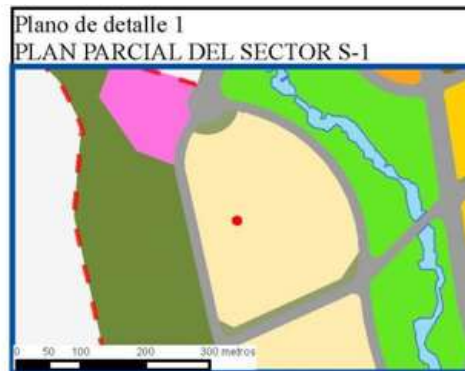 Plano de detalle 1
PLAN PARCIAL DEL SECTOR S-1
0 50 100 200 300 metros